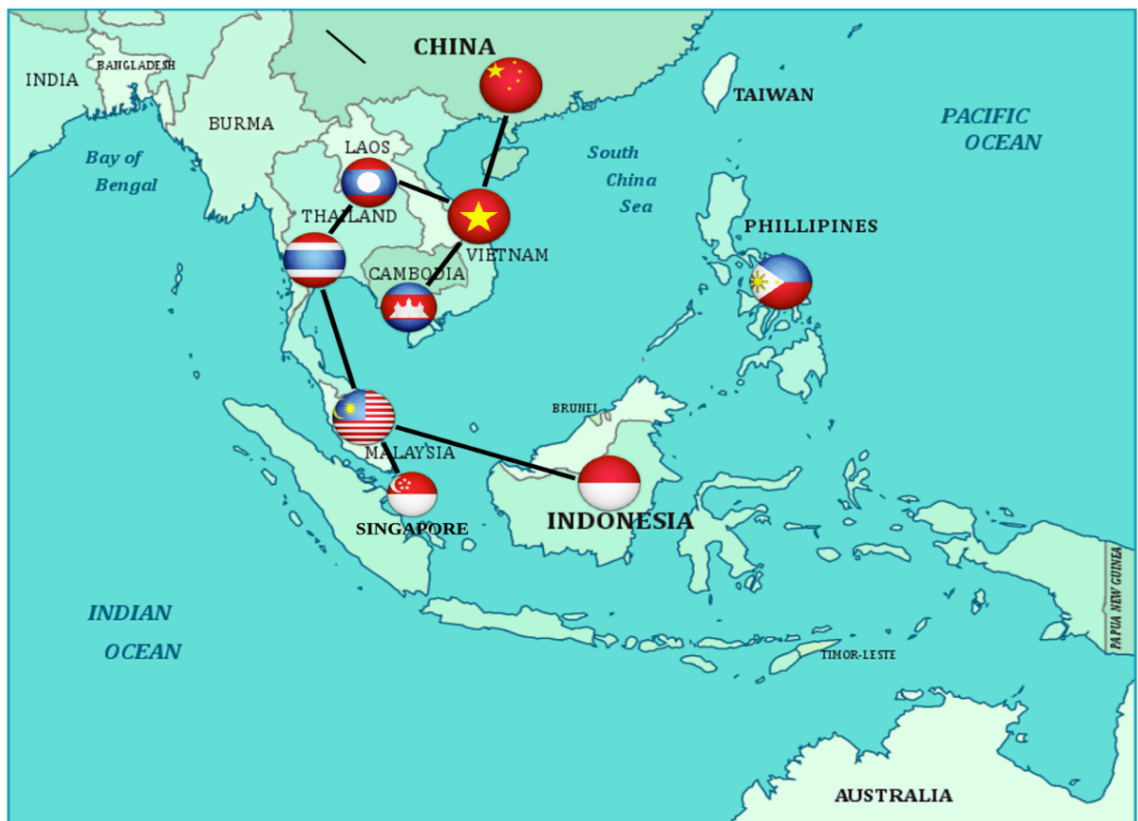 CHINA
INDIA
BANGLADESH
TAIWAN
BURMA
PACIFIC
OCEAN
LAOS
Bay of
Bengal
South
China
Sea
THAILAND
PHILLIPINES
VIETNAM
CAMBODIA
BRUNEI
MALAYSIA
SINGAPORE
INDONESIA
PAPUA NEW GUINEA
INDIAN
OCEAN
TIMOR-LESTE
AUSTRALIA